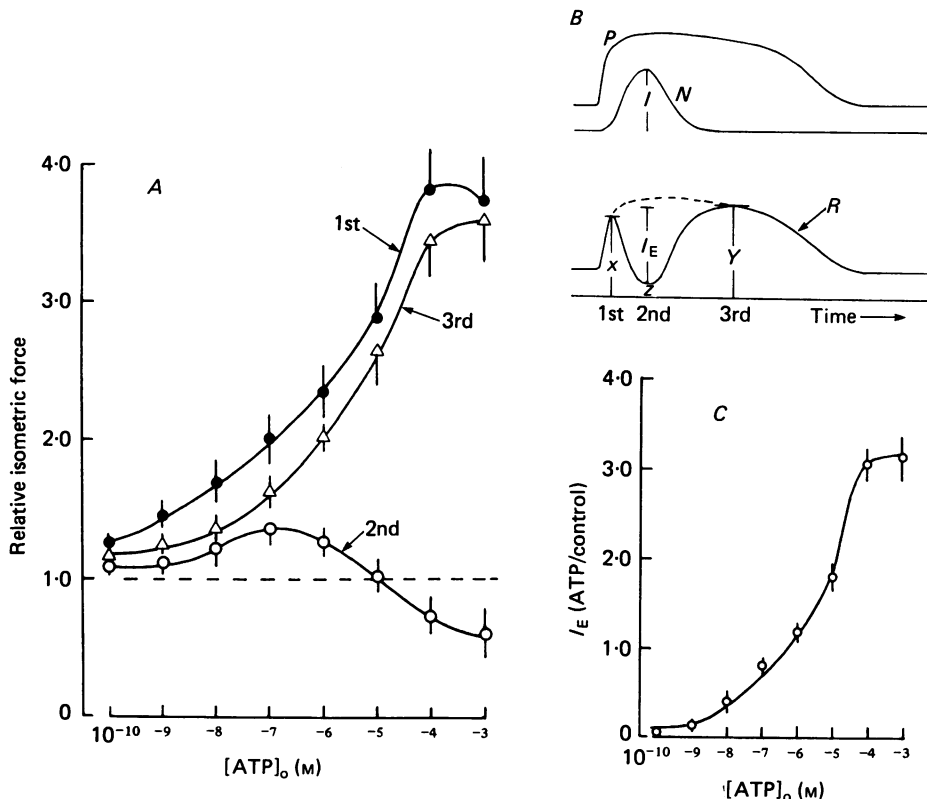 A
4·0
3·0
2·0
1·0
0
Relative isometric force
1st
3rd
2nd
10⁻¹⁰ ⁻⁹ ⁻⁸ ⁻⁷ ⁻⁶ ⁻⁵ ⁻⁴ ⁻³
[ATP]ₒ (M)
B
P
I
N
R
x
I_E
z
Y
1st 2nd 3rd Time
C
4·0
3·0
2·0
1·0
0
I_E (ATP/control)
10⁻¹⁰ ⁻⁹ ⁻⁸ ⁻⁷ ⁻⁶ ⁻⁵ ⁻⁴ ⁻³
[ATP]ₒ (M)